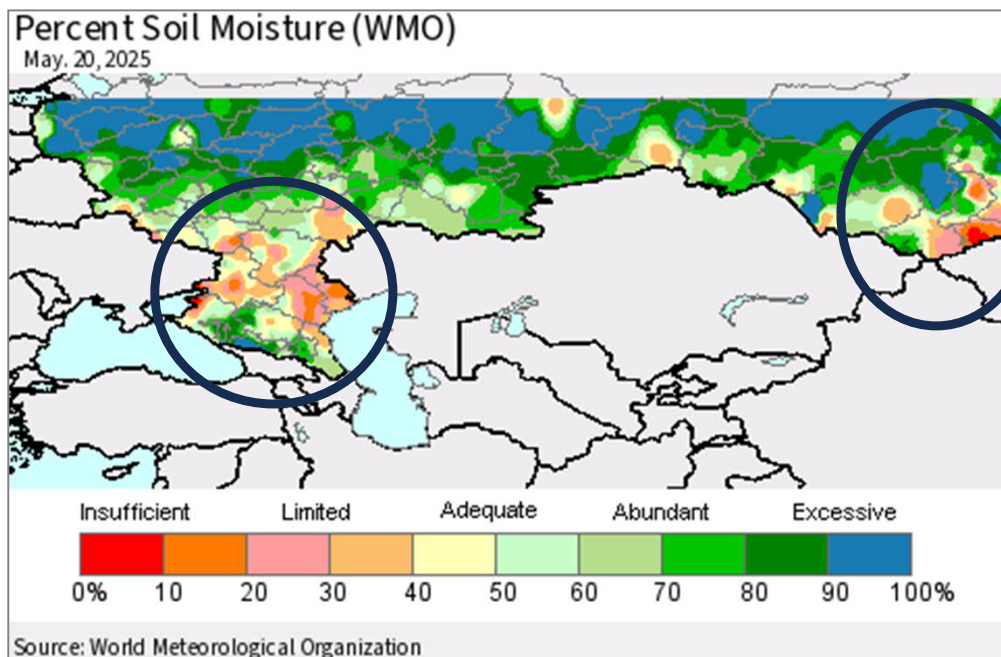 Percent Soil Moisture (WMO)
May. 20, 2025
Insufficient Limited Adequate Abundant Excessive
0% 10 20 30 40 50 60 70 80 90 100%
Source: World Meteorological Organization